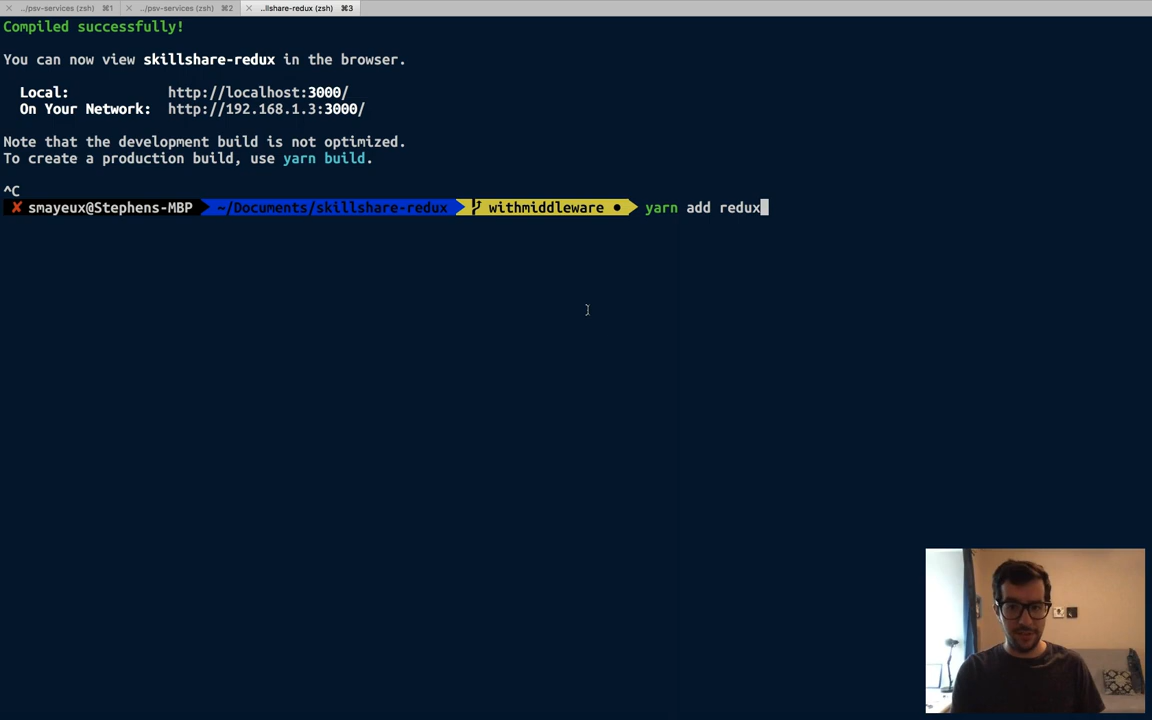 ../psv-services (zsh) ⌘1
../psv-services (zsh) ⌘2
..llshare-redux (zsh) ⌘3
Compiled successfully!
You can now view skillshare-redux in the browser.
Local: http://localhost:3000/
On Your Network: http://192.168.1.3:3000/
Note that the development build is not optimized.
To create a production build, use yarn build.
^C
✘ smayeux@Stephens-MBP ~/Documents/skillshare-redux withmiddleware ● yarn add redux